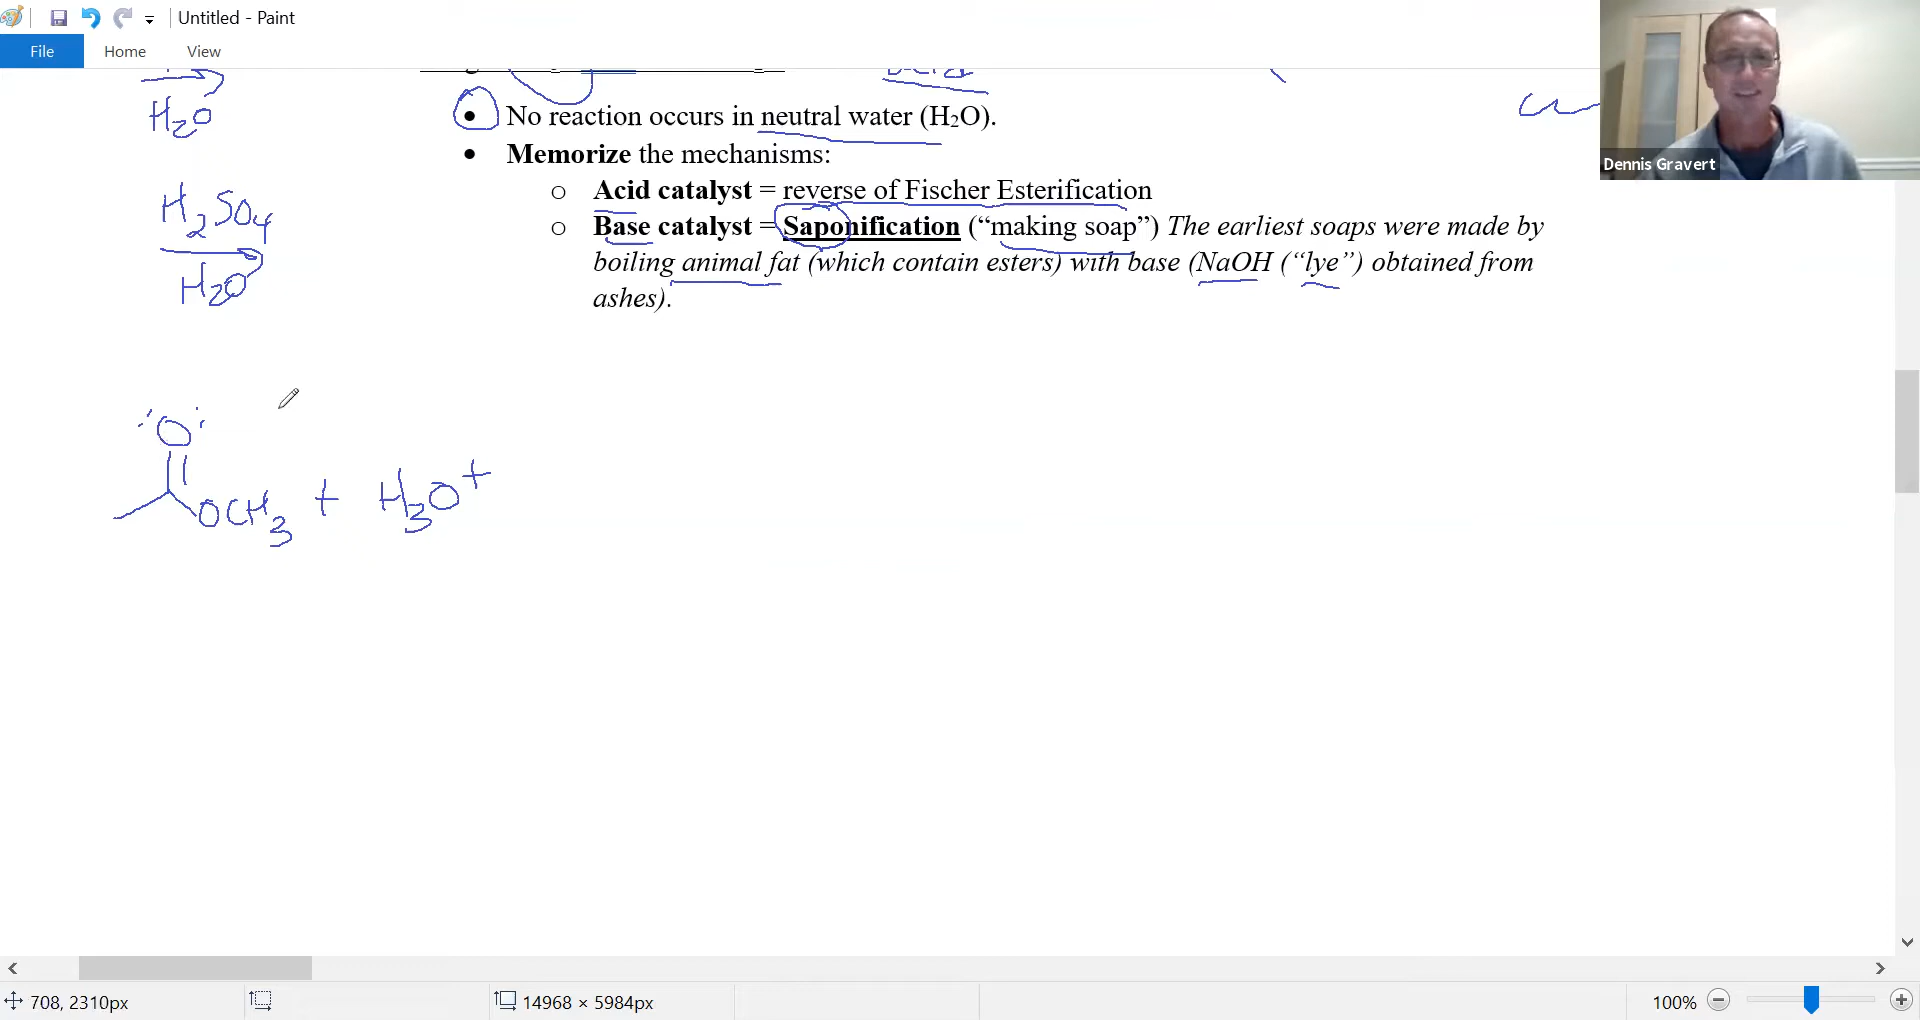 Untitled - Paint
File Home View
H2O
No reaction occurs in neutral water (H₂O).
Dennis Gravert
• Memorize the mechanisms:
H2SO4
H2O
o Acid catalyst = reverse of Fischer Esterification
o Base catalyst = Saponification (“making soap”) The earliest soaps were made by
boiling animal fat (which contain esters) with base (NaOH (“lye”) obtained from
ashes).
:O:
OCH3 + H3O+
708, 2310px 14968 × 5984px 100%